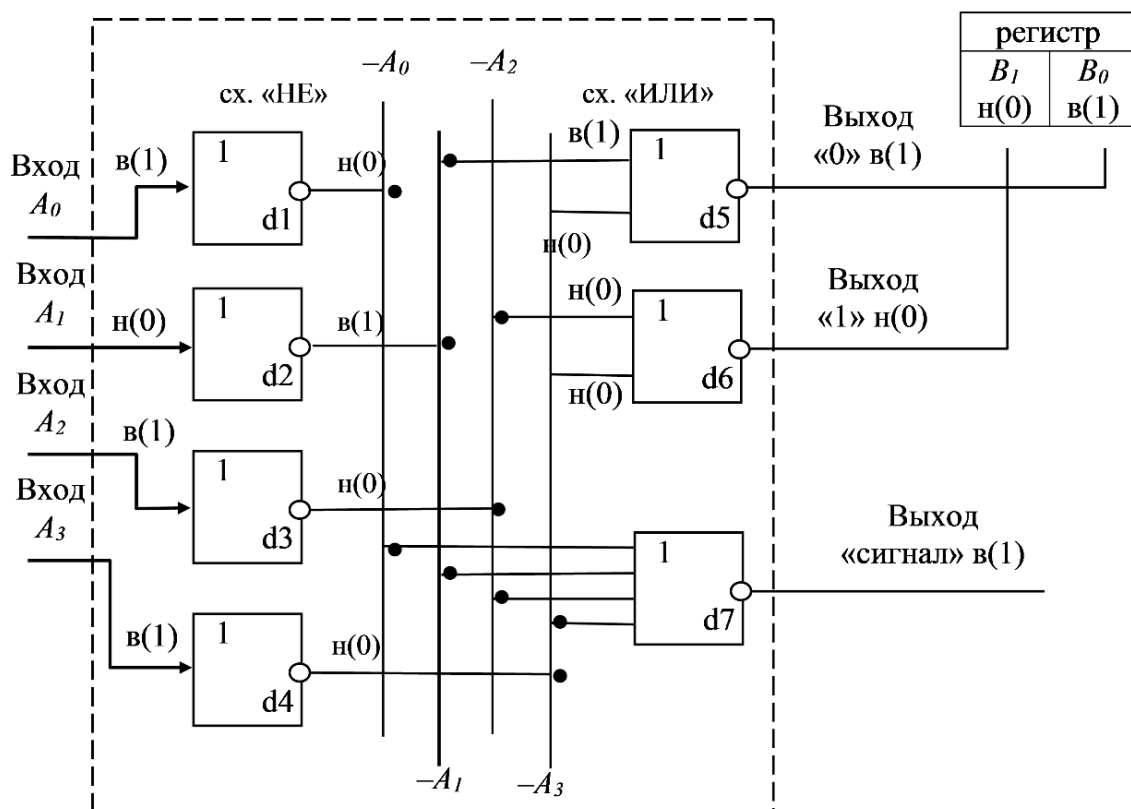 регистр
B₁
B₀
н(0)
в(1)
–A₀
–A₂
сх. «НЕ»
сх. «ИЛИ»
Вход
A₀
в(1)
1
d1
н(0)
в(1)
1
d5
н(0)
Выход
«0» в(1)
Вход
A₁
н(0)
1
d2
в(1)
н(0)
1
d6
н(0)
Выход
«1» н(0)
Вход
A₂
в(1)
1
d3
н(0)
Вход
A₃
в(1)
1
d4
н(0)
1
d7
Выход
«сигнал» в(1)
–A₁
–A₃